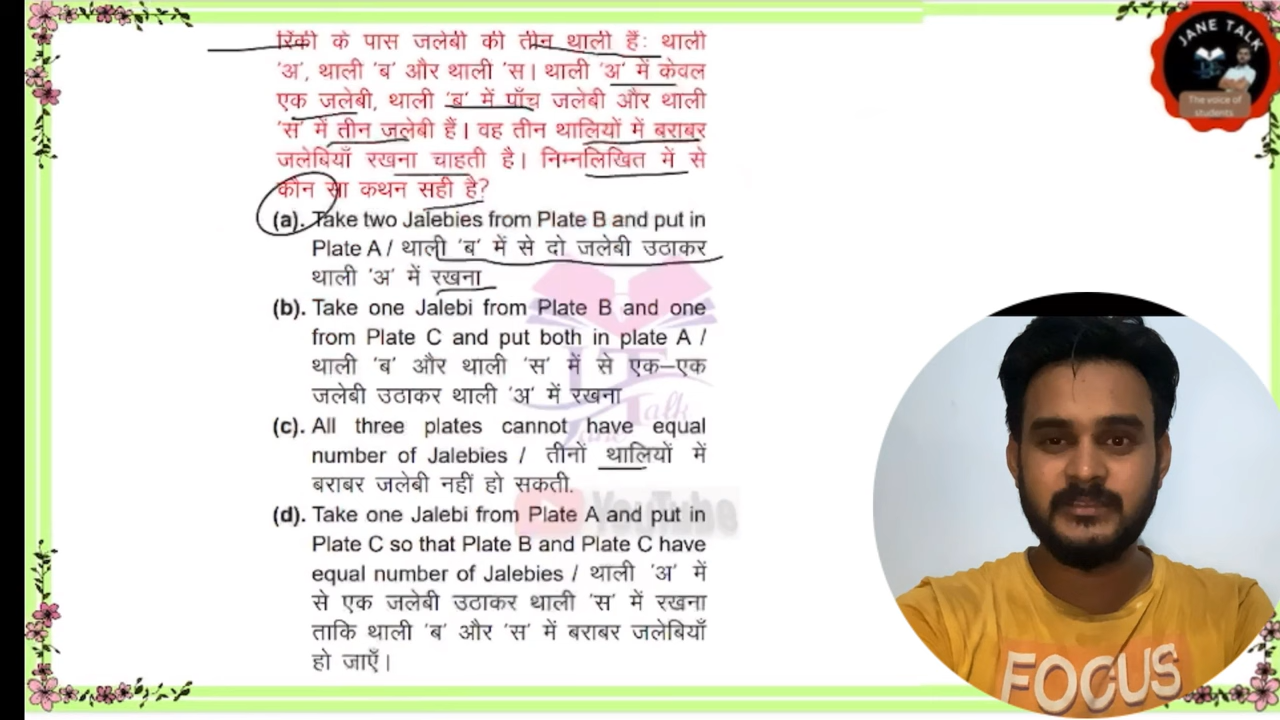 रिंकी के पास जलेबी की तीन थाली हैं: थाली
'अ', थाली 'ब' और थाली 'स'। थाली 'अ' में केवल
एक जलेबी, थाली 'ब' में पाँच जलेबी और थाली
'स' में तीन जलेबी हैं। वह तीन थालियों में बराबर
जलेबियाँ रखना चाहती है। निम्नलिखित में से
कौन सा कथन सही है?
(a). Take two Jalebies from Plate B and put in
Plate A / थाली 'ब' में से दो जलेबी उठाकर
थाली 'अ' में रखना
(b). Take one Jalebi from Plate B and one
from Plate C and put both in plate A /
थाली 'ब' और थाली 'स' में से एक–एक
जलेबी उठाकर थाली 'अ' में रखना
(c). All three plates cannot have equal
number of Jalebies / तीनों थालियों में
बराबर जलेबी नहीं हो सकती.
(d). Take one Jalebi from Plate A and put in
Plate C so that Plate B and Plate C have
equal number of Jalebies / थाली 'अ' में
से एक जलेबी उठाकर थाली 'स' में रखना
ताकि थाली 'ब' और 'स' में बराबर जलेबियाँ
हो जाएँ।
JANE TALK
The voice of
students
Talk
Jane
YouTube
FOCUS